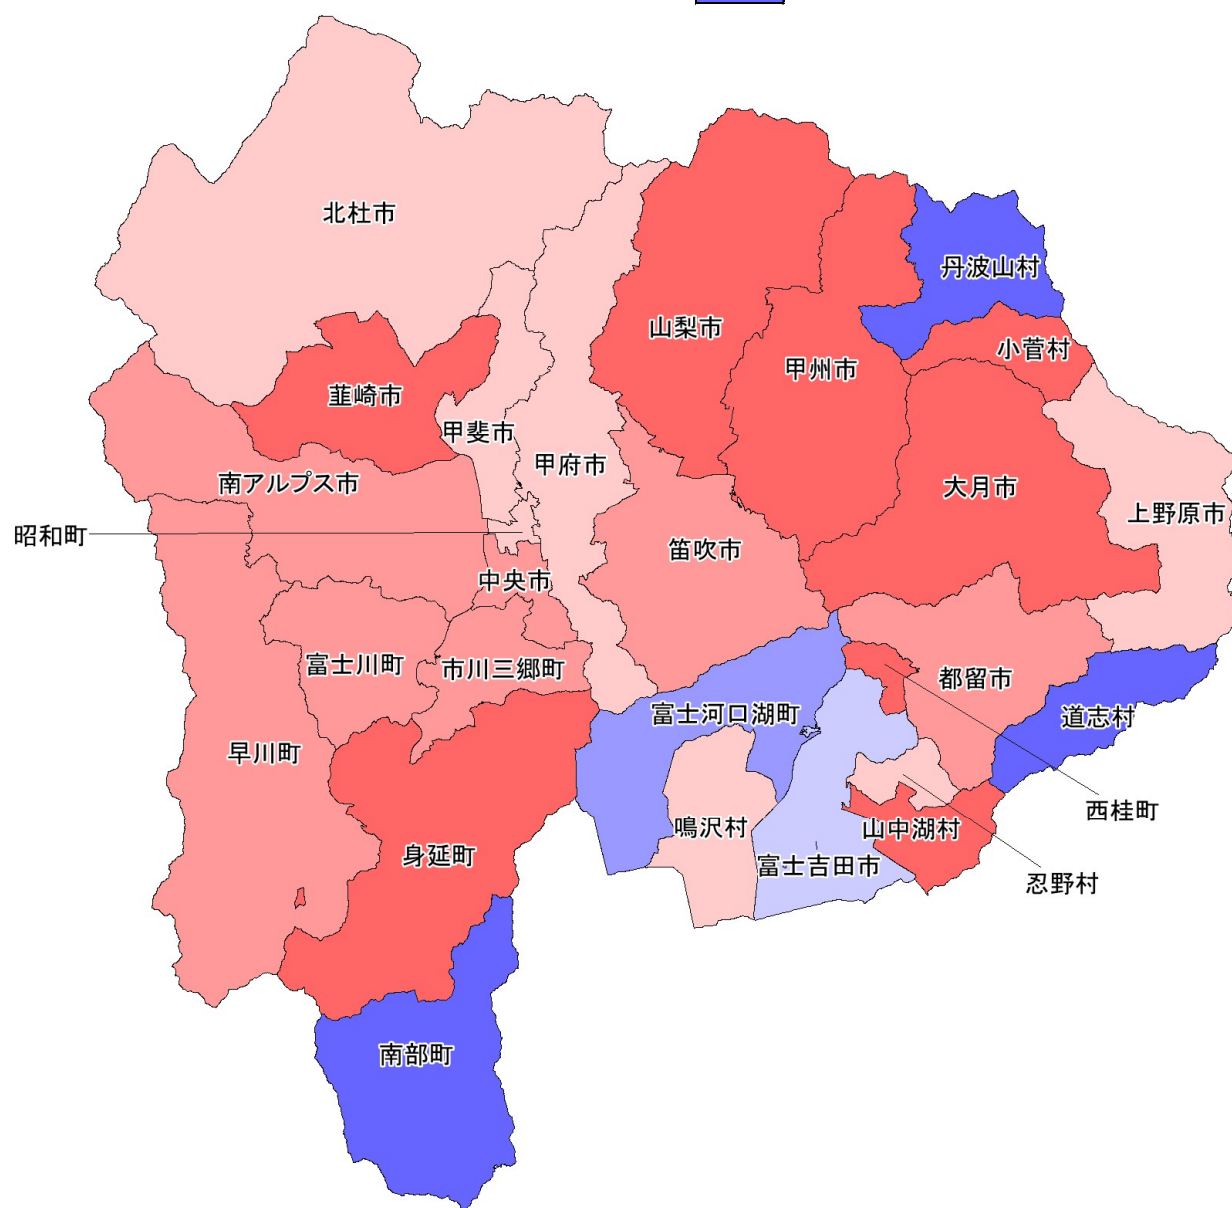 北杜市
丹波山村
山梨市
小菅村
甲州市
韮崎市
甲斐市
甲府市
南アルプス市
大月市
上野原市
昭和町
笛吹市
中央市
富士川町
市川三郷町
都留市
富士河口湖町
道志村
早川町
西桂町
鳴沢村
山中湖村
身延町
富士吉田市
忍野村
南部町